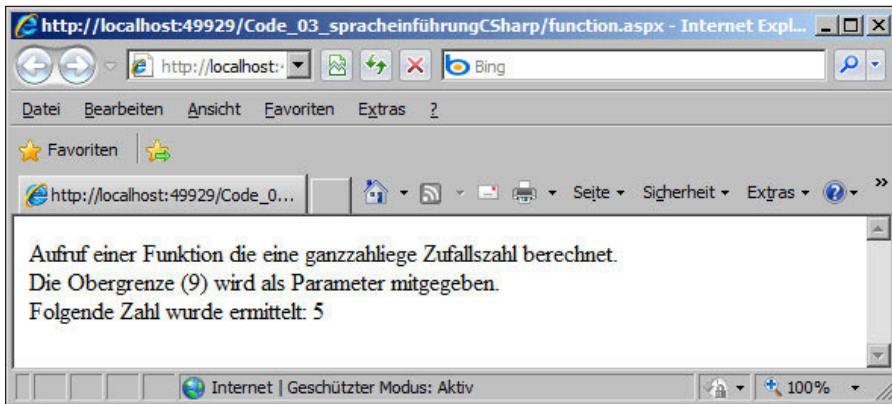 http://localhost:49929/Code_03_spracheinführungCSharp/function.aspx - Internet Expl...
http://localhost: Bing
Datei Bearbeiten Ansicht Favoriten Extras ?
Favoriten
http://localhost:49929/Code_0... Seite Sicherheit Extras »
Aufruf einer Funktion die eine ganzzahliege Zufallszahl berechnet.
Die Obergrenze (9) wird als Parameter mitgegeben.
Folgende Zahl wurde ermittelt: 5
Internet | Geschützter Modus: Aktiv 100%